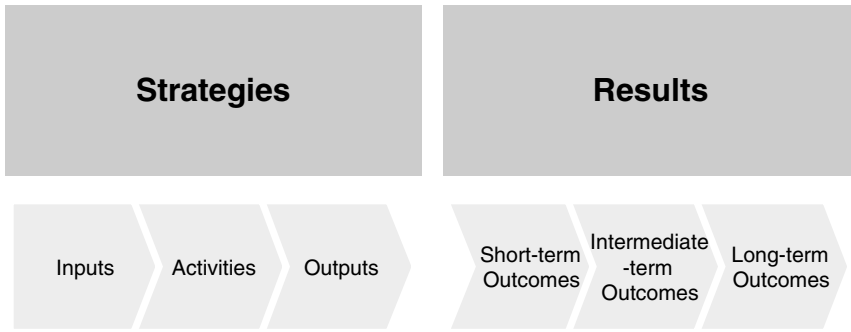 Strategies
Results
Inputs
Activities
Outputs
Short-term
Outcomes
Intermediate
-term
Outcomes
Long-term
Outcomes